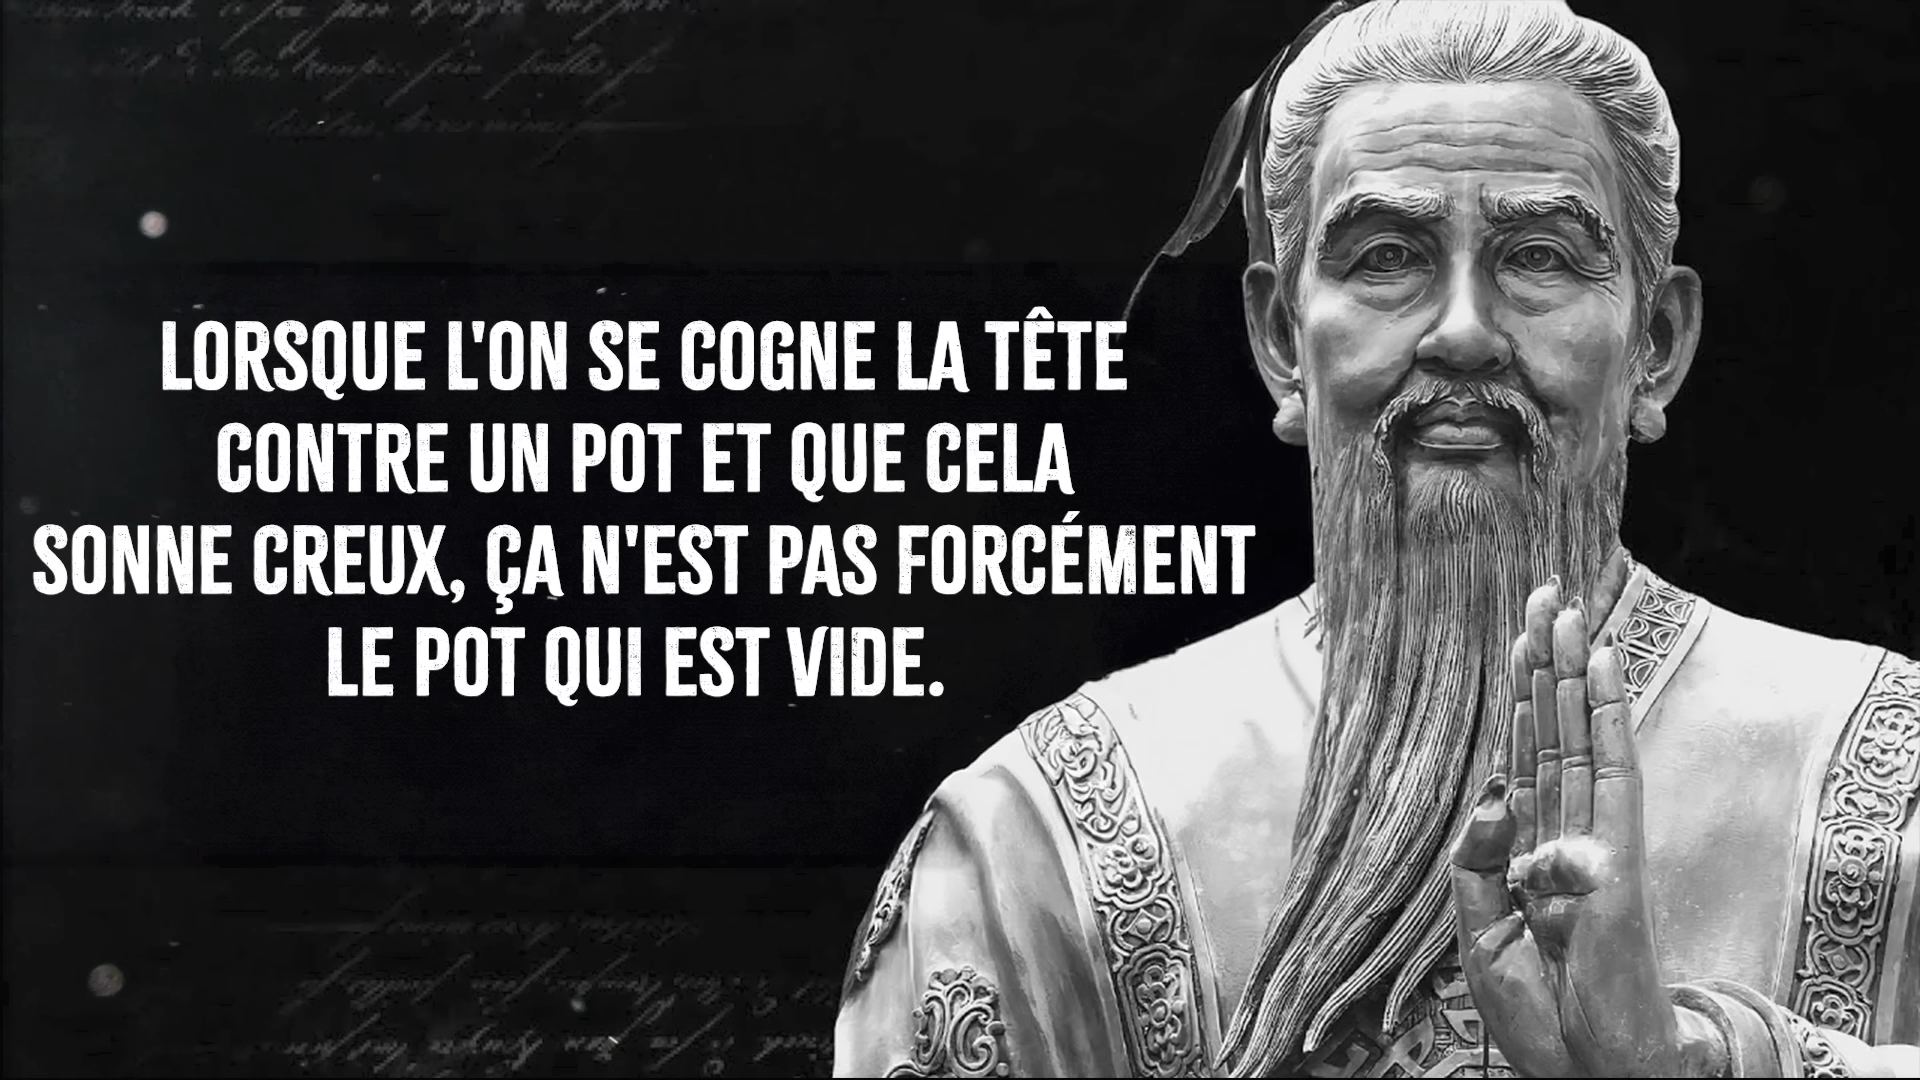 LORSQUE L'ON SE COGNE LA TÊTE
CONTRE UN POT ET QUE CELA
SONNE CREUX, ÇA N'EST PAS FORCÉMENT
LE POT QUI EST VIDE.